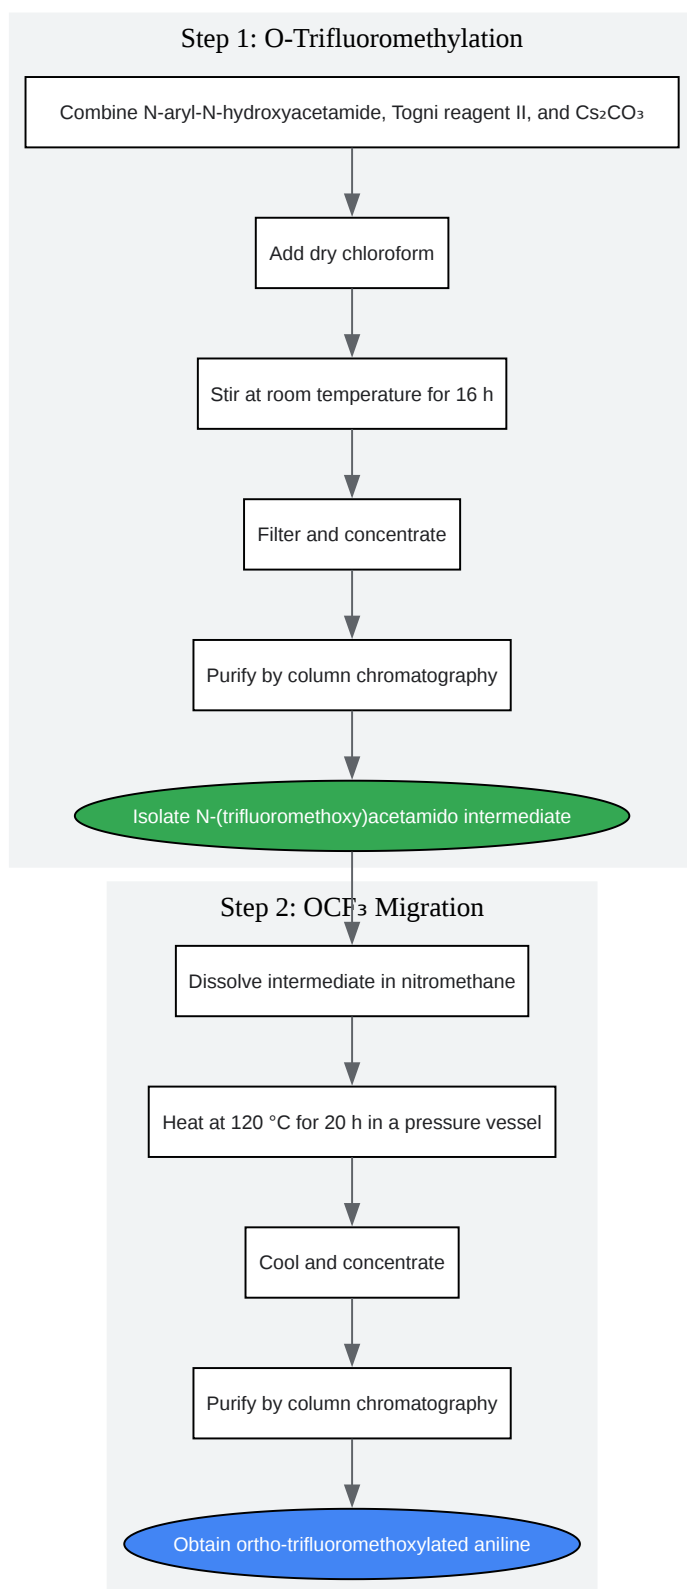 Step 1: O-Trifluoromethylation
Combine N-aryl-N-hydroxyacetamide, Togni reagent II, and Cs₂CO₃
Add dry chloroform
Stir at room temperature for 16 h
Filter and concentrate
Purify by column chromatography
Isolate N-(trifluoromethoxy)acetamido intermediate
Step 2: OCF₃ Migration
Dissolve intermediate in nitromethane
Heat at 120 °C for 20 h in a pressure vessel
Cool and concentrate
Purify by column chromatography
Obtain ortho-trifluoromethoxylated aniline